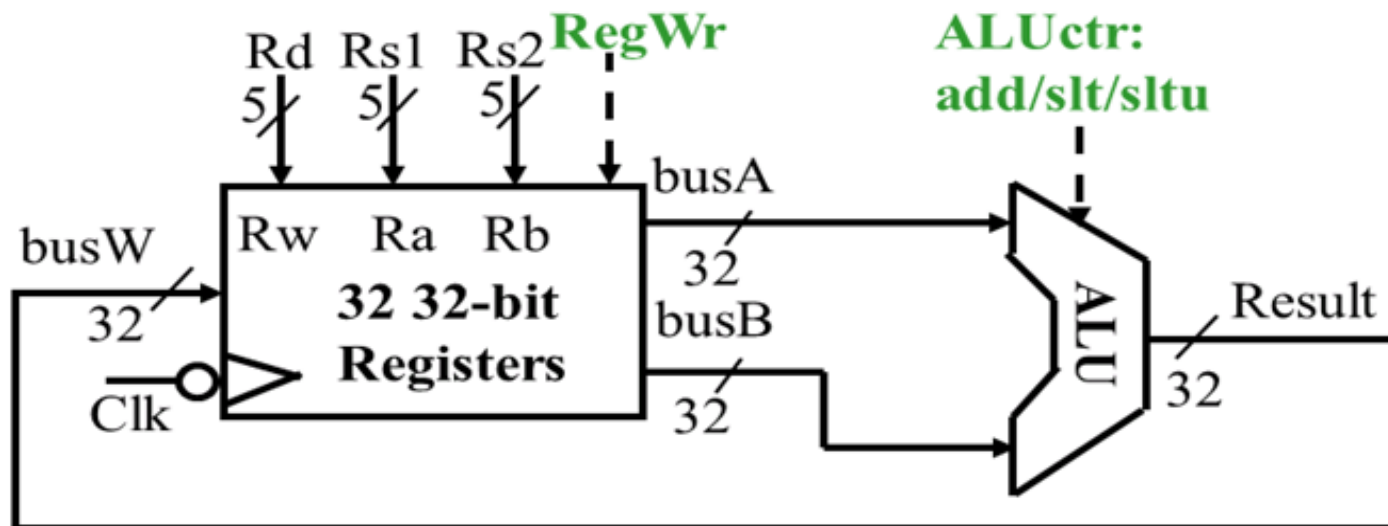 Rd Rs1 Rs2 RegWr
ALUctr:
add/slt/sltu
5 5 5
busA
Rw Ra Rb
busW
32
32
32 32-bit
Registers
busB
ALU
Result
32
32
Clk